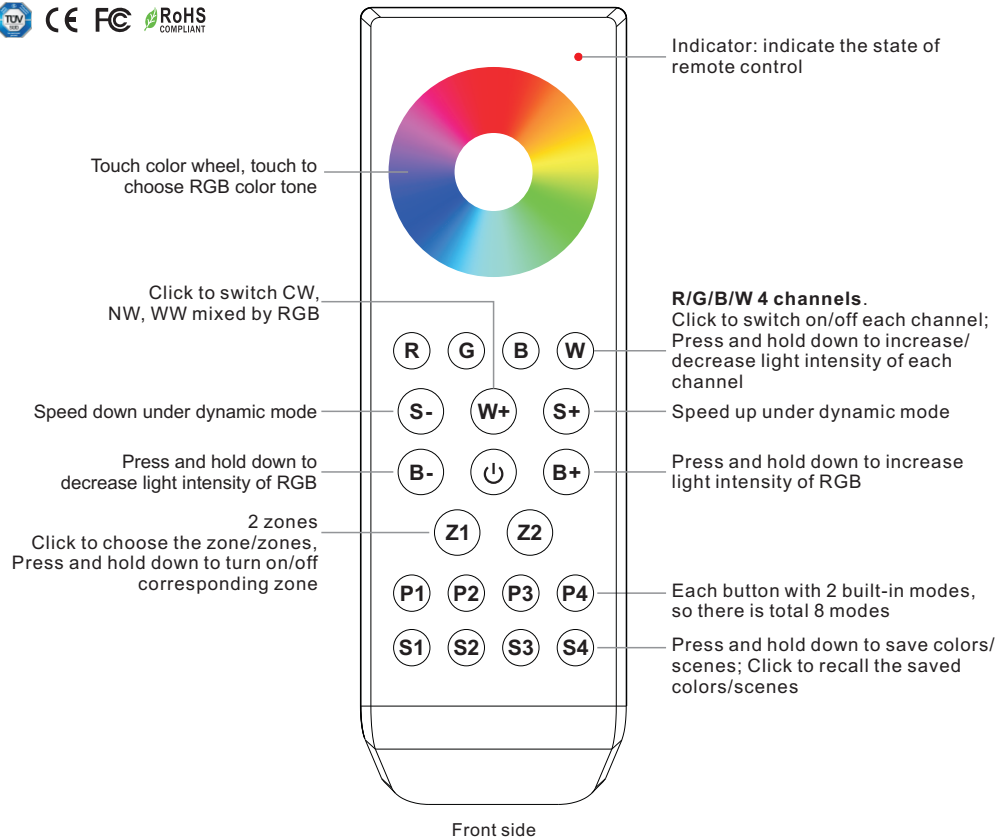 TÜV
SÜD
CE FC RoHS
COMPLIANT
Indicator: indicate the state of
remote control
Touch color wheel, touch to
choose RGB color tone
Click to switch CW,
NW, WW mixed by RGB
R/G/B/W 4 channels.
Click to switch on/off each channel;
Press and hold down to increase/
decrease light intensity of each
channel
R G B W
Speed down under dynamic mode
S- W+ S+
Speed up under dynamic mode
Press and hold down to
decrease light intensity of RGB
B- B+
Press and hold down to increase
light intensity of RGB
2 zones
Click to choose the zone/zones,
Press and hold down to turn on/off
corresponding zone
Z1 Z2
P1 P2 P3 P4
Each button with 2 built-in modes,
so there is total 8 modes
S1 S2 S3 S4
Press and hold down to save colors/
scenes; Click to recall the saved
colors/scenes
Front side